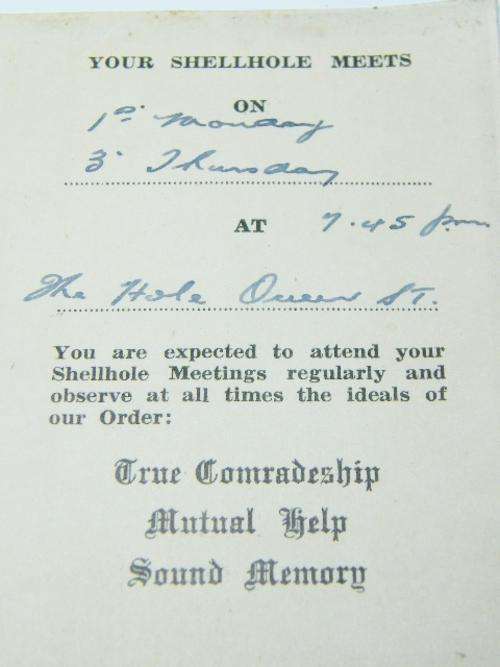 YOUR SHELLHOLE MEETS
ON
1st Monday
3rd Thursday
AT 7.45 pm
The Hole Queen St.
You are expected to attend your
Shellhole Meetings regularly and
observe at all times the ideals of
our Order:
True Comradeship
Mutual Help
Sound Memory